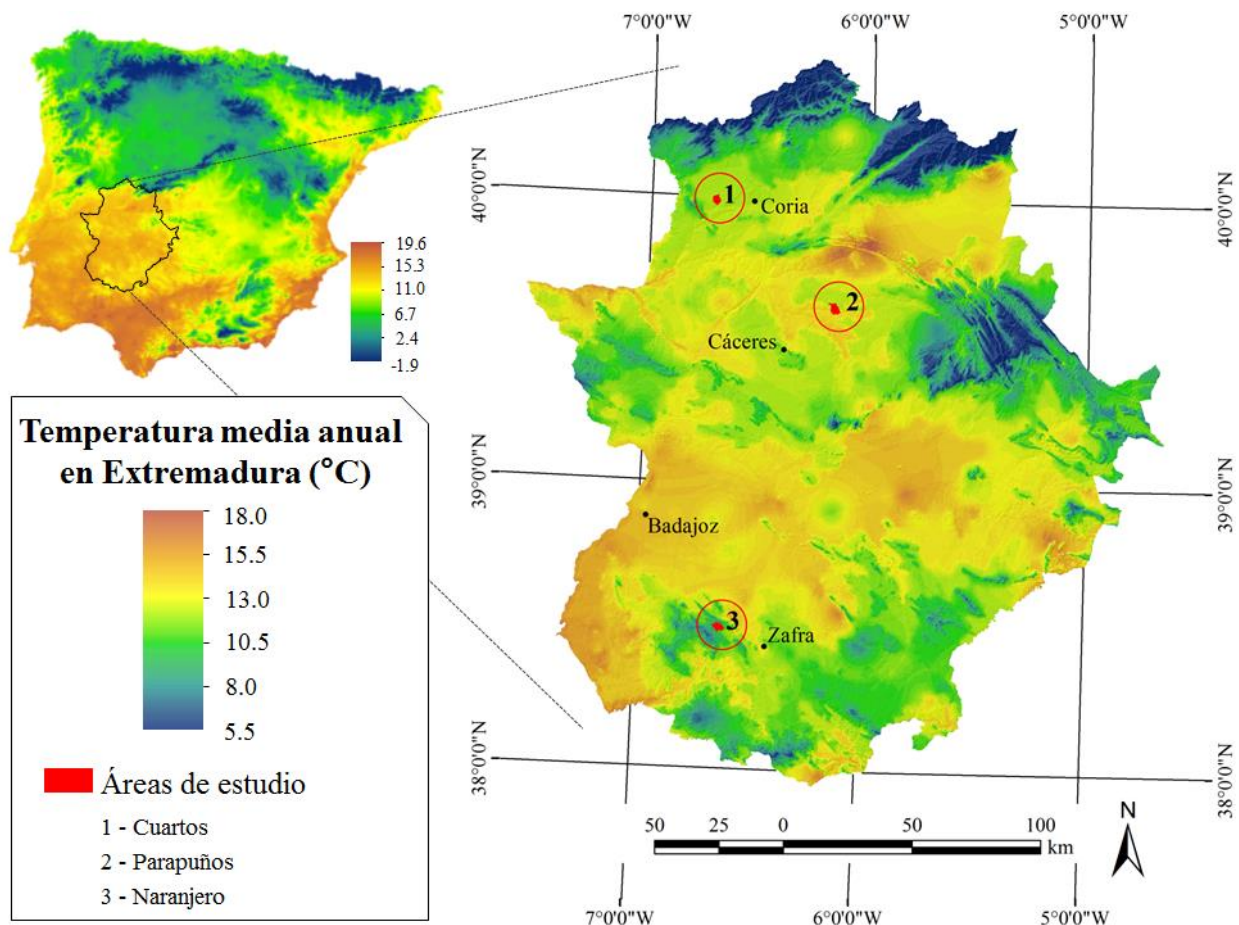 7°0'0"W
6°0'0"W
5°0'0"W
40°0'0"N
40°0'0"N
1
Coria
19.6
15.3
11.0
6.7
2.4
-1.9
2
Cáceres
Temperatura media anual
en Extremadura (°C)
18.0
15.5
13.0
10.5
8.0
5.5
39°0'0"N
39°0'0"N
Badajoz
3
Zafra
Áreas de estudio
1 - Cuartos
2 - Parapuños
3 - Naranjero
38°0'0"N
38°0'0"N
50 25 0 50 100
km
N
7°0'0"W
6°0'0"W
5°0'0"W